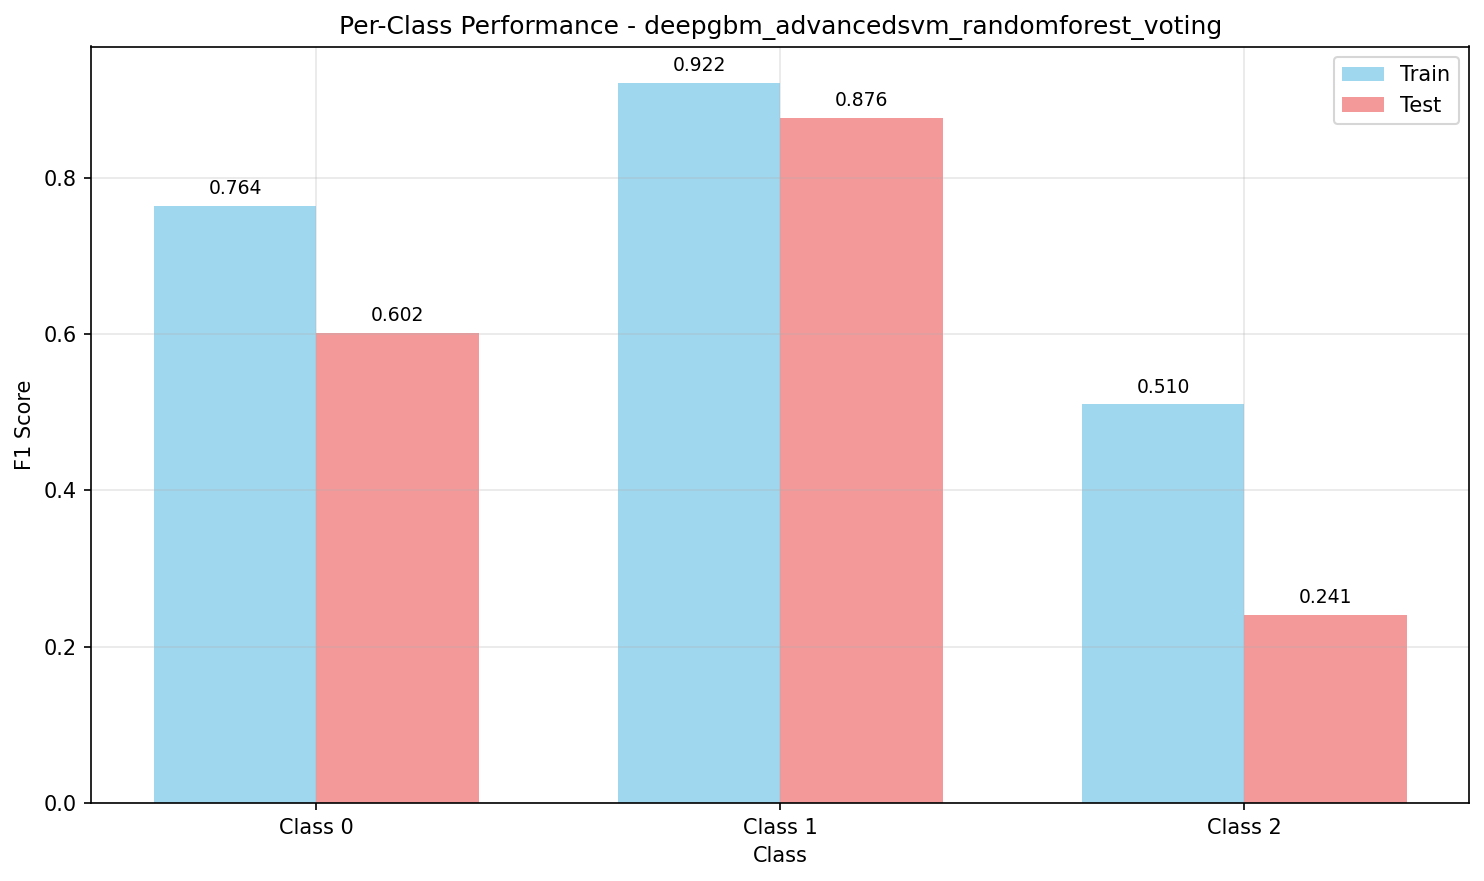 Per-Class Performance - deepgbm_advancedsvm_randomforest_voting
Train
Test
0.922
0.876
0.764
0.602
0.510
0.241
F1 Score
0.8
0.6
0.4
0.2
0.0
Class 0
Class 1
Class 2
Class